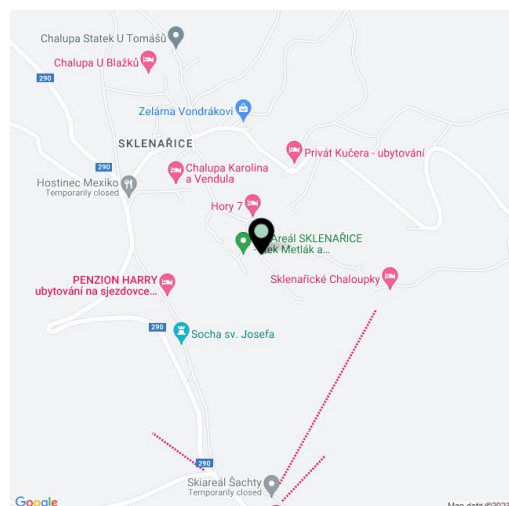 Chalupa Statek U Tomášů
Chalupa U Blažků
290
Zelárna Vondrákovi
SKLENAŘICE
Privát Kučera - ubytování
290
Chalupa Karolina
a Vendula
Hostinec Mexiko
Temporarily closed
Hory 7
Areál SKLENAŘICE
Metlák a...
Sklenařické Chaloupky
PENZION HARRY
ubytování na sjezdovce...
290
Socha sv. Josefa
290
Skiareál Šachty
Temporarily closed
Google
Map data ©2023